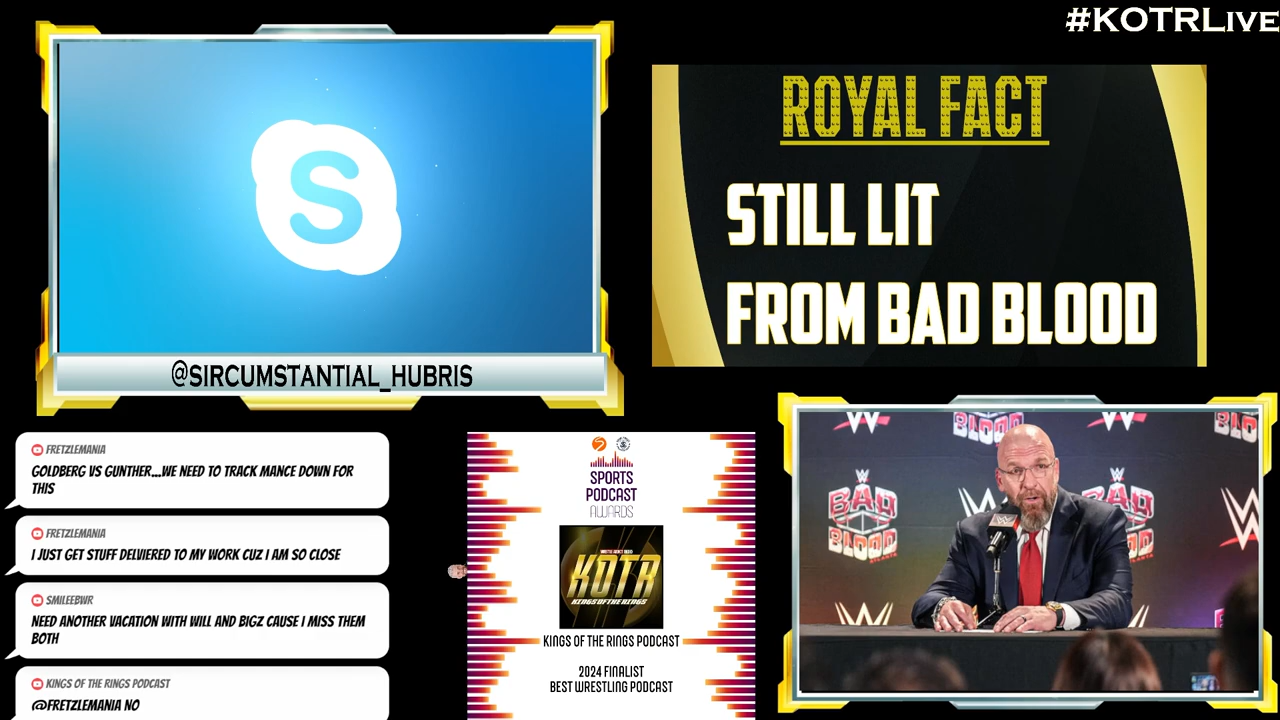 #KOTRLIVE
S
ROYAL FACT
STILL LIT
FROM BAD BLOOD
@SIRCUMSTANTIAL_HUBRIS
FRETZLEMANIA
GOLDBERG VS GUNTHER...WE NEED TO TRACK MANCE DOWN FOR
THIS
FRETZLEMANIA
I JUST GET STUFF DELVIERED TO MY WORK CUZ I AM SO CLOSE
SMILEEBWR
NEED ANOTHER VACATION WITH WILL AND BIGZ CAUSE I MISS THEM
BOTH
KINGS OF THE RINGS PODCAST
@FRETZLEMANIA NO
SPORTS
PODCAST
AWARDS
KOTR
KINGS OF THE RINGS
KINGS OF THE RINGS PODCAST
2024 FINALIST
BEST WRESTLING PODCAST
BLOOD
BAD
BLOOD
BAD
BLOOD